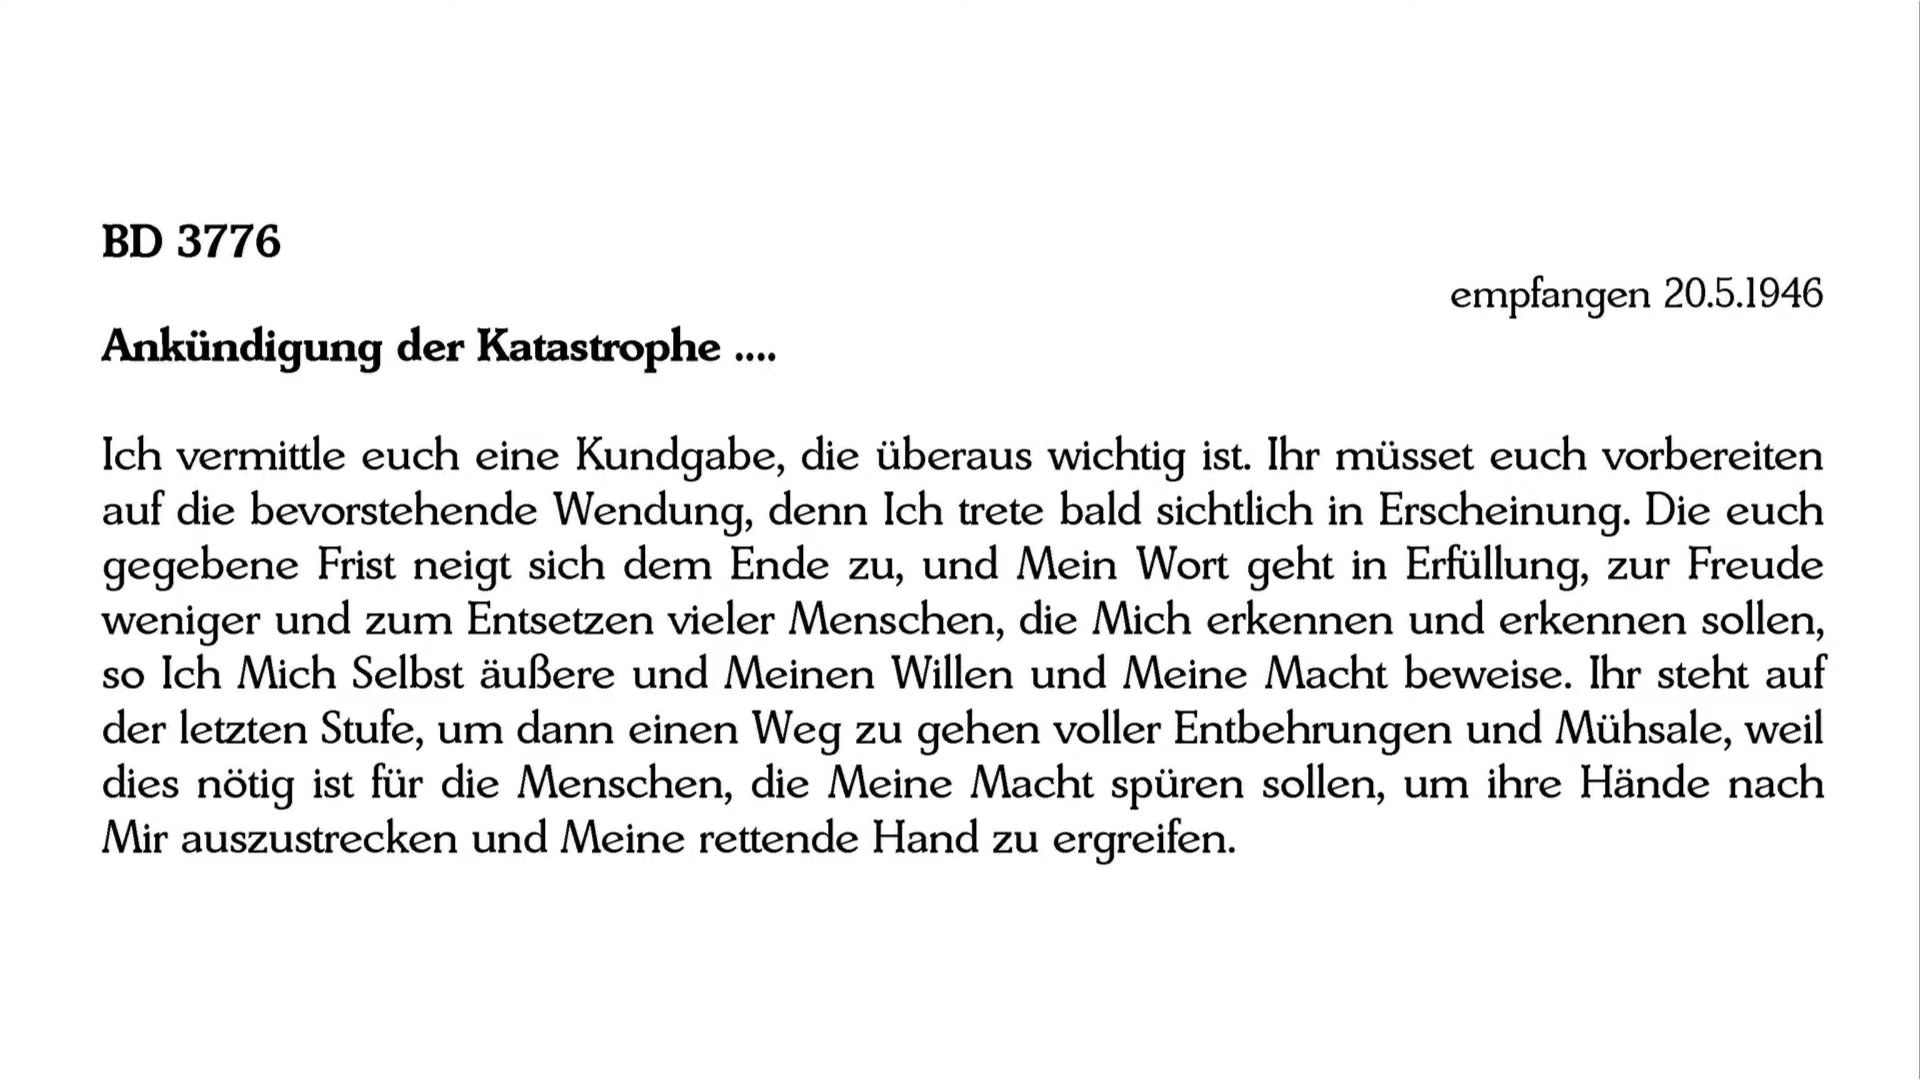 BD 3776
empfangen 20.5.1946
Ankündigung der Katastrophe ....
Ich vermittle euch eine Kundgabe, die überaus wichtig ist. Ihr müsset euch vorbereiten
auf die bevorstehende Wendung, denn Ich trete bald sichtlich in Erscheinung. Die euch
gegebene Frist neigt sich dem Ende zu, und Mein Wort geht in Erfüllung, zur Freude
weniger und zum Entsetzen vieler Menschen, die Mich erkennen und erkennen sollen,
so Ich Mich Selbst äußere und Meinen Willen und Meine Macht beweise. Ihr steht auf
der letzten Stufe, um dann einen Weg zu gehen voller Entbehrungen und Mühsale, weil
dies nötig ist für die Menschen, die Meine Macht spüren sollen, um ihre Hände nach
Mir auszustrecken und Meine rettende Hand zu ergreifen.